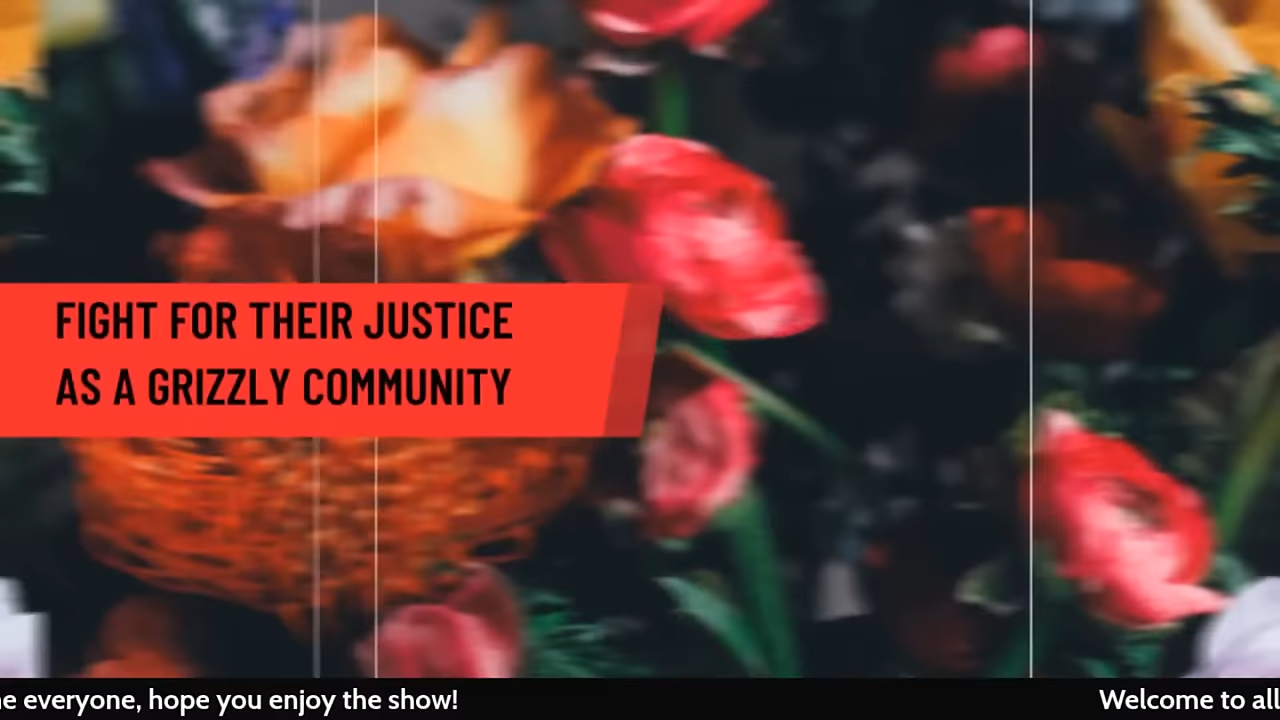 FIGHT FOR THEIR JUSTICE
AS A GRIZZLY COMMUNITY
everyone, hope you enjoy the show!
Welcome to all